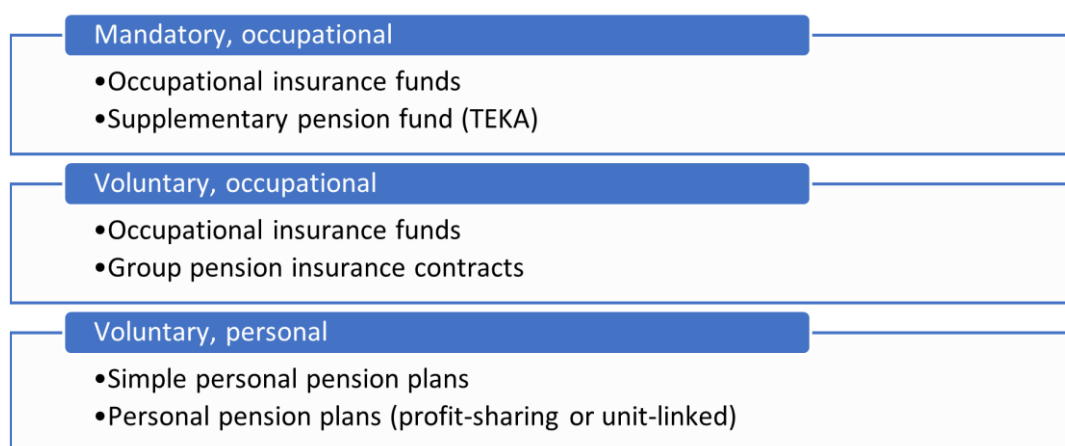 Mandatory, occupational
•Occupational insurance funds
•Supplementary pension fund (TEKA)
Voluntary, occupational
•Occupational insurance funds
•Group pension insurance contracts
Voluntary, personal
•Simple personal pension plans
•Personal pension plans (profit-sharing or unit-linked)